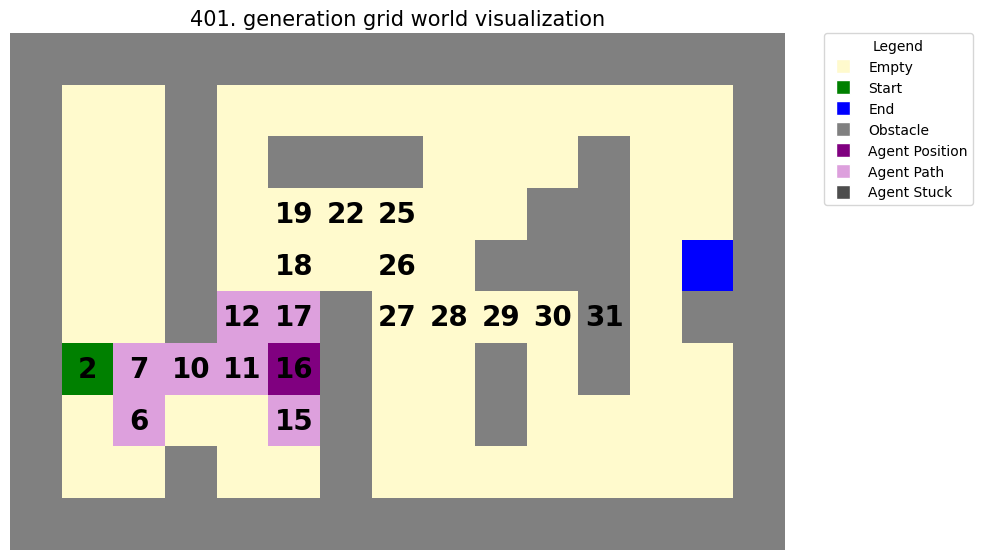 401. generation grid world visualization
Legend
Empty
Start
End
Obstacle
Agent Position
Agent Path
Agent Stuck
19 22 25
18 26
12 17 27 28 29 30 31
2 7 10 11 16
6 15